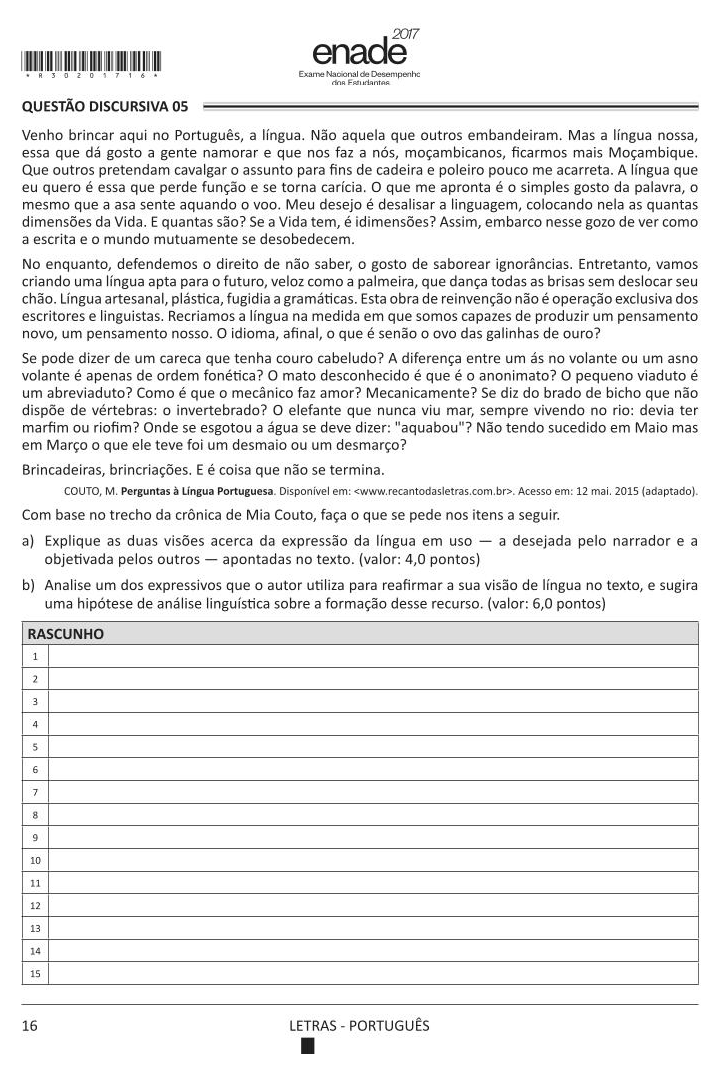 2017
enade
Exame Nacional de Desempenho
dos Estudantes
* R 3 0 2 0 1 7 1 6 *
QUESTÃO DISCURSIVA 05
Venho brincar aqui no Português, a língua. Não aquela que outros embandeiram. Mas a língua nossa,
essa que dá gosto a gente namorar e que nos faz a nós, moçambicanos, ficarmos mais Moçambique.
Que outros pretendam cavalgar o assunto para fins de cadeira e poleiro pouco me acarreta. A língua que
eu quero é essa que perde função e se torna carícia. O que me apronta é o simples gosto da palavra, o
mesmo que a asa sente aquando o voo. Meu desejo é desalisar a linguagem, colocando nela as quantas
dimensões da Vida. E quantas são? Se a Vida tem, é idimensões? Assim, embarco nesse gozo de ver como
a escrita e o mundo mutuamente se desobedecem.
No enquanto, defendemos o direito de não saber, o gosto de saborear ignorâncias. Entretanto, vamos
criando uma língua apta para o futuro, veloz como a palmeira, que dança todas as brisas sem deslocar seu
chão. Língua artesanal, plástica, fugidia a gramáticas. Esta obra de reinvenção não é operação exclusiva dos
escritores e linguistas. Recriamos a língua na medida em que somos capazes de produzir um pensamento
novo, um pensamento nosso. O idioma, afinal, o que é senão o ovo das galinhas de ouro?
Se pode dizer de um careca que tenha couro cabeludo? A diferença entre um ás no volante ou um asno
volante é apenas de ordem fonética? O mato desconhecido é que é o anonimato? O pequeno viaduto é
um abreviaduto? Como é que o mecânico faz amor? Mecanicamente? Se diz do brado de bicho que não
dispõe de vértebras: o invertebrado? O elefante que nunca viu mar, sempre vivendo no rio: devia ter
marfim ou riofim? Onde se esgotou a água se deve dizer: "aquabou"? Não tendo sucedido em Maio mas
em Março o que ele teve foi um desmaio ou um desmarço?
Brincadeiras, brincriações. E é coisa que não se termina.
COUTO, M. Perguntas à Língua Portuguesa. Disponível em: <www.recantodasletras.com.br>. Acesso em: 12 mai. 2015 (adaptado).
Com base no trecho da crônica de Mia Couto, faça o que se pede nos itens a seguir.
a) Explique as duas visões acerca da expressão da língua em uso — a desejada pelo narrador e a
objetivada pelos outros — apontadas no texto. (valor: 4,0 pontos)
b) Analise um dos expressivos que o autor utiliza para reafirmar a sua visão de língua no texto, e sugira
uma hipótese de análise linguística sobre a formação desse recurso. (valor: 6,0 pontos)
RASCUNHO
1
2
3
4
5
6
7
8
9
10
11
12
13
14
15
16
LETRAS - PORTUGUÊS